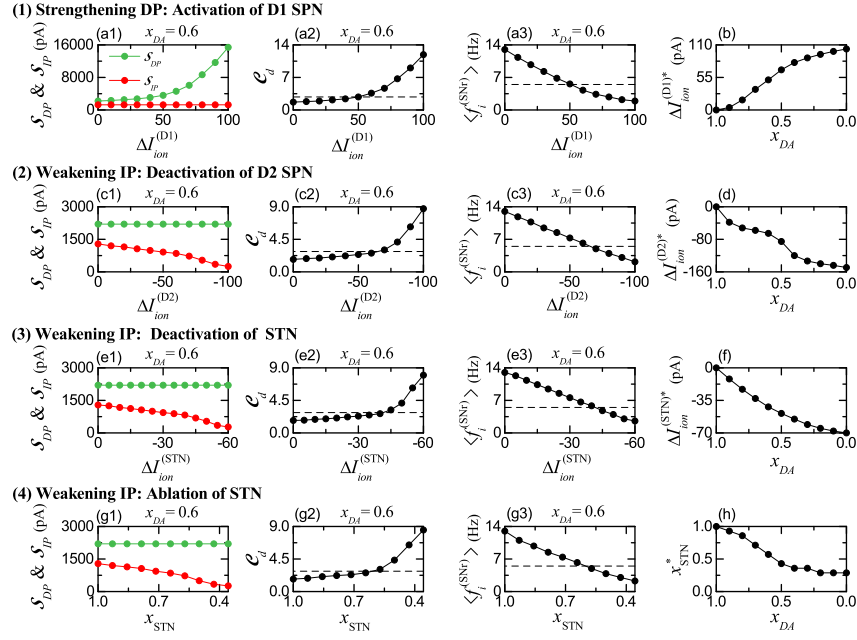 (1) Strengthening DP: Activation of D1 SPN
(a1) x_DA = 0.6
S_DP & S_IP (pA)
16000
8000
0
S_DP
S_IP
0 50 100
ΔI_ion^(D1)
(a2) x_DA = 0.6
C_d
14
7
0
0 50 100
ΔI_ion^(D1)
(a3) x_DA = 0.6
<f_i^(SNr)> (Hz)
14
7
0
0 50 100
ΔI_ion^(D1)
(b)
ΔI_ion^(D1)* (pA)
110
55
0
1.0 0.5 0.0
x_DA
(2) Weakening IP: Deactivation of D2 SPN
(c1) x_DA = 0.6
S_DP & S_IP (pA)
3000
1500
0
0 -50 -100
ΔI_ion^(D2)
(c2) x_DA = 0.6
C_d
9.0
4.5
0.0
0 -50 -100
ΔI_ion^(D2)
(c3) x_DA = 0.6
<f_i^(SNr)> (Hz)
14
7
0
0 -50 -100
ΔI_ion^(D2)
(d)
ΔI_ion^(D2)* (pA)
0
-80
-160
1.0 0.5 0.0
x_DA
(3) Weakening IP: Deactivation of STN
(e1) x_DA = 0.6
S_DP & S_IP (pA)
3000
1500
0
0 -30 -60
ΔI_ion^(STN)
(e2) x_DA = 0.6
C_d
9.0
4.5
0.0
0 -30 -60
ΔI_ion^(STN)
(e3) x_DA = 0.6
<f_i^(SNr)> (Hz)
14
7
0
0 -30 -60
ΔI_ion^(STN)
(f)
ΔI_ion^(STN)* (pA)
0
-35
-70
1.0 0.5 0.0
x_DA
(4) Weakening IP: Ablation of STN
(g1) x_DA = 0.6
S_DP & S_IP (pA)
3000
1500
0
1.0 0.7 0.4
x_STN
(g2) x_DA = 0.6
C_d
9.0
4.5
0.0
1.0 0.7 0.4
x_STN
(g3) x_DA = 0.6
<f_i^(SNr)> (Hz)
14
7
0
1.0 0.7 0.4
x_STN
(h)
x*_STN
1.0
0.5
0.0
1.0 0.5 0.0
x_DA